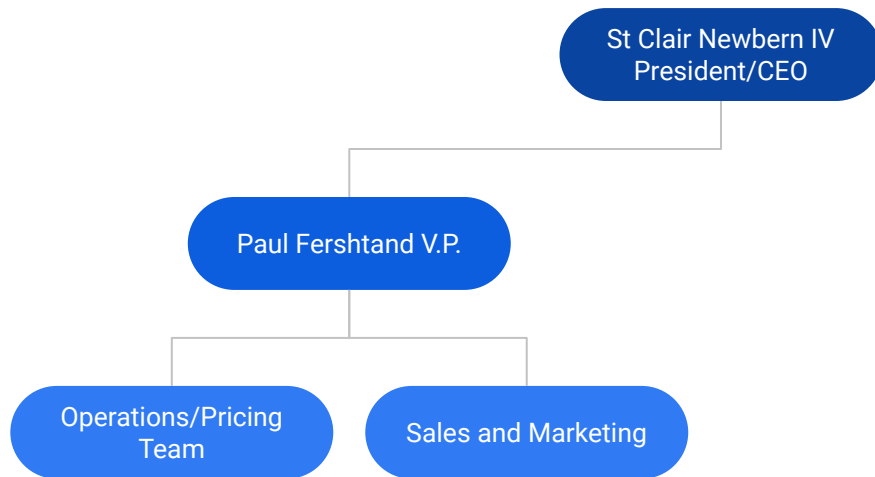 St Clair Newbern IV
President/CEO
Paul Fershtand V.P.
Operations/Pricing
Team
Sales and Marketing